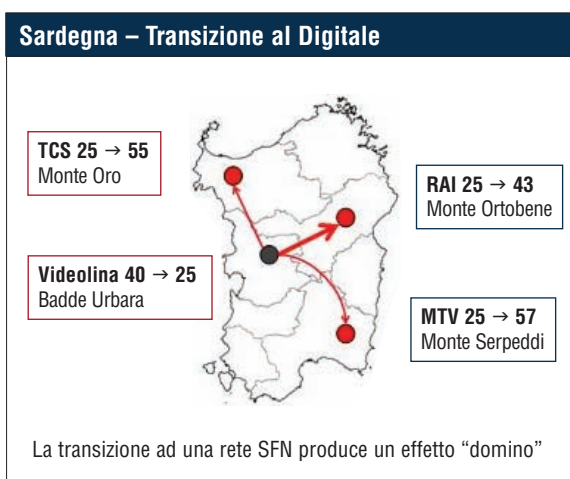 Sardegna – Transizione al Digitale
TCS 25 → 55
Monte Oro
RAI 25 → 43
Monte Ortobene
Videolina 40 → 25
Badde Urbara
MTV 25 → 57
Monte Serpeddi
La transizione ad una rete SFN produce un effetto “domino”